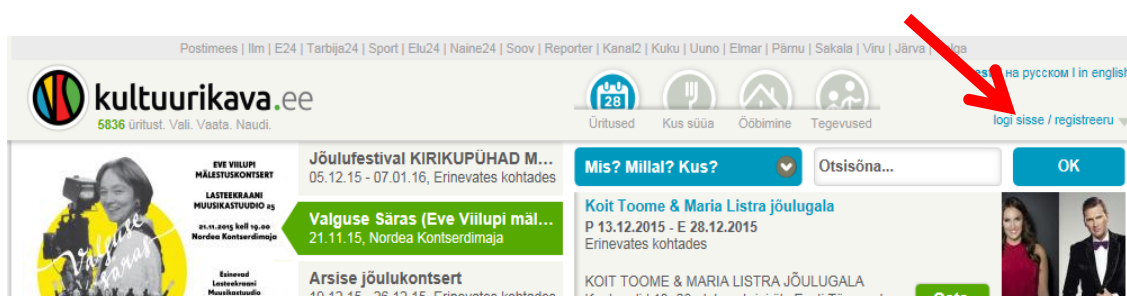 Postimees | Ilm | E24 | Tarbija24 | Sport | Elu24 | Naine24 | Soov | Reporter | Kanal2 | Kuku | Uuno | Elmar | Pärnu | Sakala | Viru | Järva
на русском | in english
kultuurikava.ee
5836 üritust. Vali. Vaata. Naudi.
28
Üritused Kus süüa Ööbimine Tegevused
logi sisse / registreeru
EVE VIILUPI
MÄLESTUSKONTSERT
LASTEEKRAANI
MUUSIKASTUUDIO 25
21.11.2015 kell 19.00
Nordea Kontserdimaja
Valguse säras
Esinevad
Lasteekraani
Muusikastuudio
Jõulufestival KIRIKUPÜHAD M...
05.12.15 - 07.01.16, Erinevates kohtades
Valguse Säras (Eve Viilupi mäl...
21.11.15, Nordea Kontserdimaja
Arsise jõulukontsert
Mis? Millal? Kus?
Otsisõna...
OK
Koit Toome & Maria Listra jõulugala
P 13.12.2015 - E 28.12.2015
Erinevates kohtades
KOIT TOOME & MARIA LISTRA JÕULUGALA